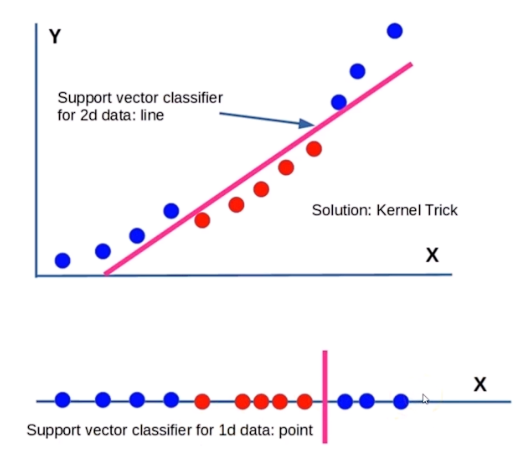 Y
Support vector classifier
for 2d data: line
Solution: Kernel Trick
X
X
Support vector classifier for 1d data: point